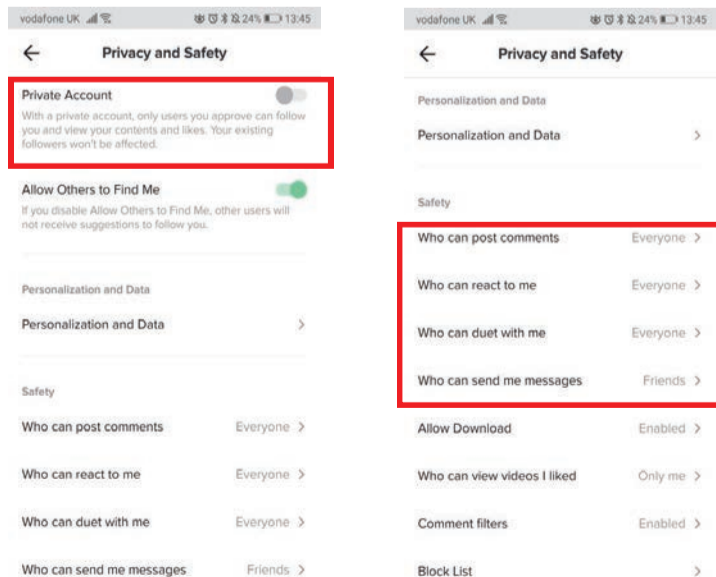 vodafone UK 24% 13:45
Privacy and Safety
Private Account
With a private account, only users you approve can follow
you and view your contents and likes. Your existing
followers won't be affected.
Allow Others to Find Me
If you disable Allow Others to Find Me, other users will
not receive suggestions to follow you.
Personalization and Data
Personalization and Data
Safety
Who can post comments Everyone
Who can react to me Everyone
Who can duet with me Everyone
Who can send me messages Friends
vodafone UK 24% 13:45
Privacy and Safety
Personalization and Data
Personalization and Data
Safety
Who can post comments Everyone
Who can react to me Everyone
Who can duet with me Everyone
Who can send me messages Friends
Allow Download Enabled
Who can view videos I liked Only me
Comment filters Enabled
Block List